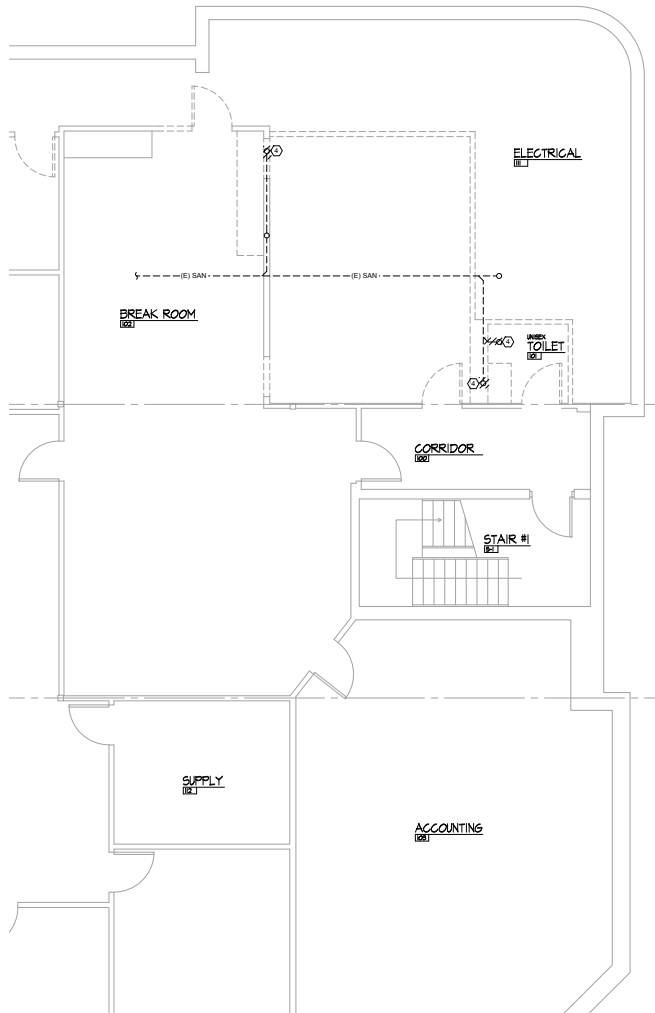 4
ELECTRICAL
111
(E) SAN
(E) SAN
BREAK ROOM
102
UNISEX
TOILET
101
4
4
CORRIDOR
100
STAIR #1
S-1
SUPPLY
112
ACCOUNTING
103